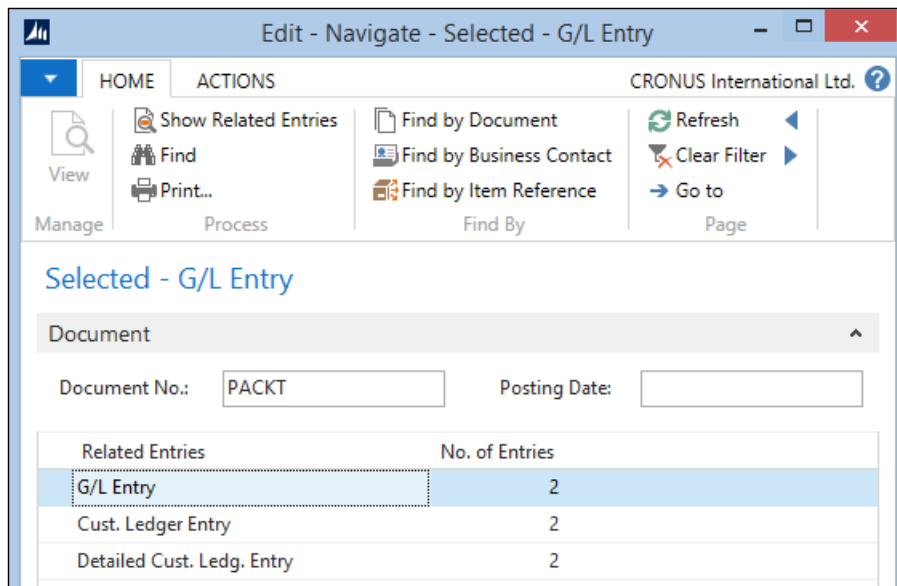 Edit - Navigate - Selected - G/L Entry
HOME ACTIONS CRONUS International Ltd.
View
Manage
Show Related Entries
Find
Print...
Process
Find by Document
Find by Business Contact
Find by Item Reference
Find By
Refresh
Clear Filter
Go to
Page
Selected - G/L Entry
Document
Document No.: PACKT Posting Date:
Related Entries No. of Entries
G/L Entry 2
Cust. Ledger Entry 2
Detailed Cust. Ledg. Entry 2